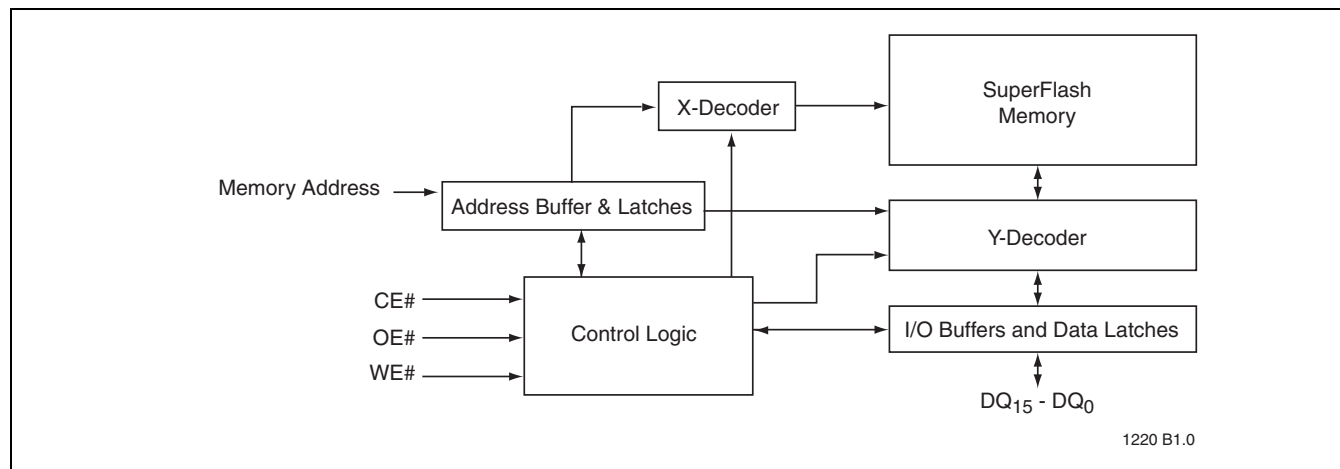 SuperFlash
Memory
X-Decoder
Memory Address
Address Buffer & Latches
Y-Decoder
CE#
OE#
WE#
Control Logic
I/O Buffers and Data Latches
DQ15 - DQ0
1220 B1.0